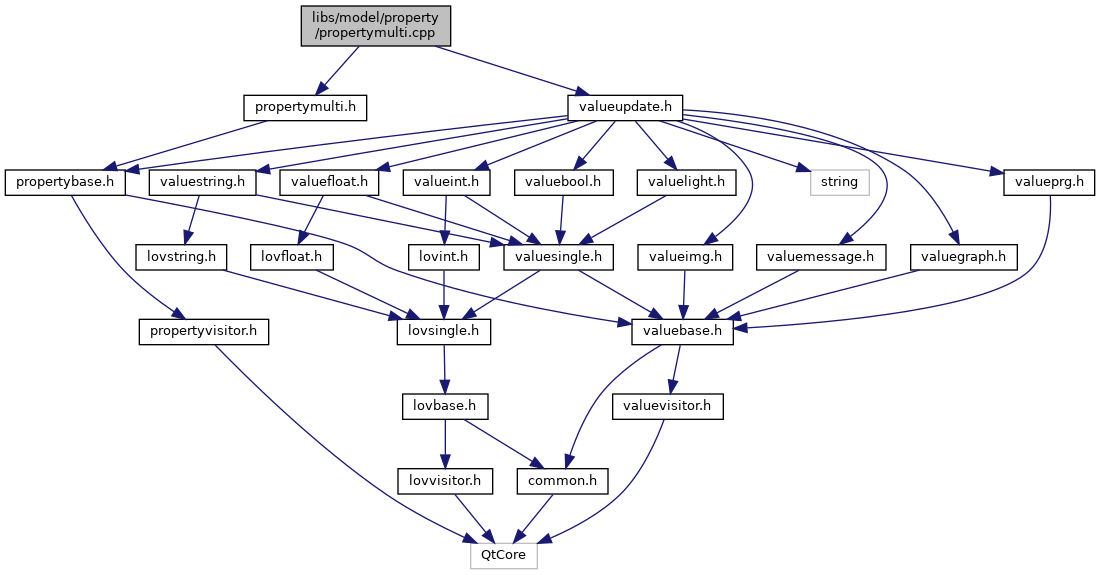 libs/model/property
/propertymulti.cpp
propertymulti.h
valueupdate.h
propertybase.h
valuestring.h
valuefloat.h
valueint.h
valuebool.h
valuelight.h
string
valueprg.h
lovstring.h
lovfloat.h
lovint.h
valuesingle.h
valueimg.h
valuemessage.h
valuegraph.h
propertyvisitor.h
lovsingle.h
valuebase.h
lovbase.h
valuevisitor.h
lovvisitor.h
common.h
QtCore